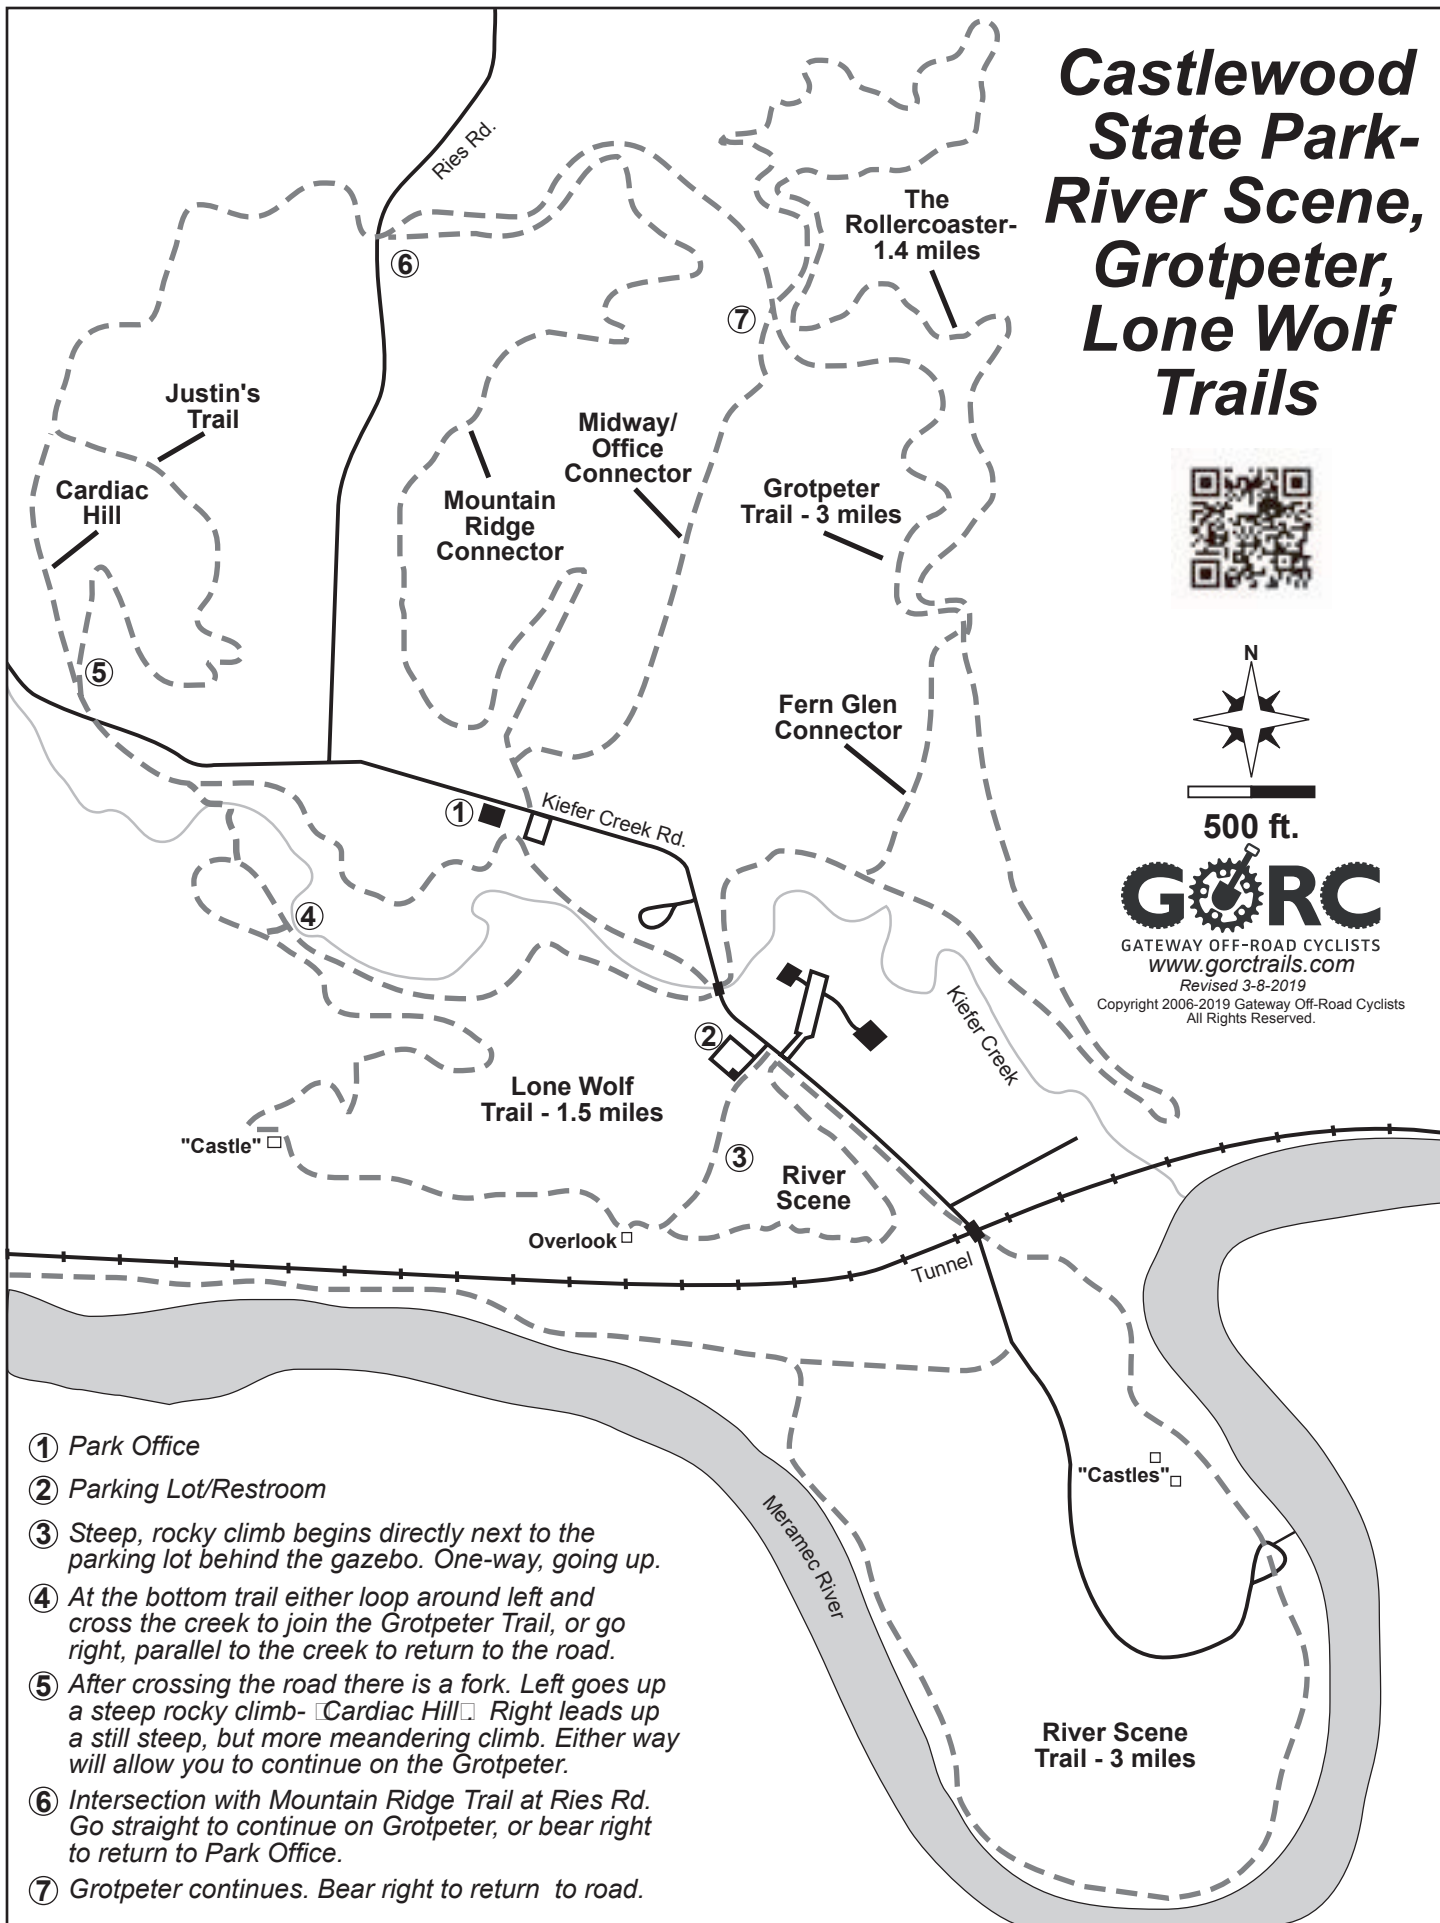 Castlewood
State Park-
River Scene,
Grotpeter,
Lone Wolf
Trails
Ries Rd.
The
Rollercoaster-
1.4 miles
6
7
Justin's
Trail
Midway/
Office
Connector
Cardiac
Hill
Mountain
Ridge
Connector
Grotpeter
Trail - 3 miles
5
Fern Glen
Connector
N
500 ft.
1
Kiefer Creek Rd.
GORC
GATEWAY OFF-ROAD CYCLISTS
www.gorctrails.com
Revised 3-8-2019
Copyright 2006-2019 Gateway Off-Road Cyclists
All Rights Reserved.
4
Kiefer Creek
2
Lone Wolf
Trail - 1.5 miles
"Castle"
3
River
Scene
Overlook
Tunnel
"Castles"
Meramec River
River Scene
Trail - 3 miles
1 Park Office
2 Parking Lot/Restroom
3 Steep, rocky climb begins directly next to the
parking lot behind the gazebo. One-way, going up.
4 At the bottom trail either loop around left and
cross the creek to join the Grotpeter Trail, or go
right, parallel to the creek to return to the road.
5 After crossing the road there is a fork. Left goes up
a steep rocky climb- □Cardiac Hill□. Right leads up
a still steep, but more meandering climb. Either way
will allow you to continue on the Grotpeter.
6 Intersection with Mountain Ridge Trail at Ries Rd.
Go straight to continue on Grotpeter, or bear right
to return to Park Office.
7 Grotpeter continues. Bear right to return to road.